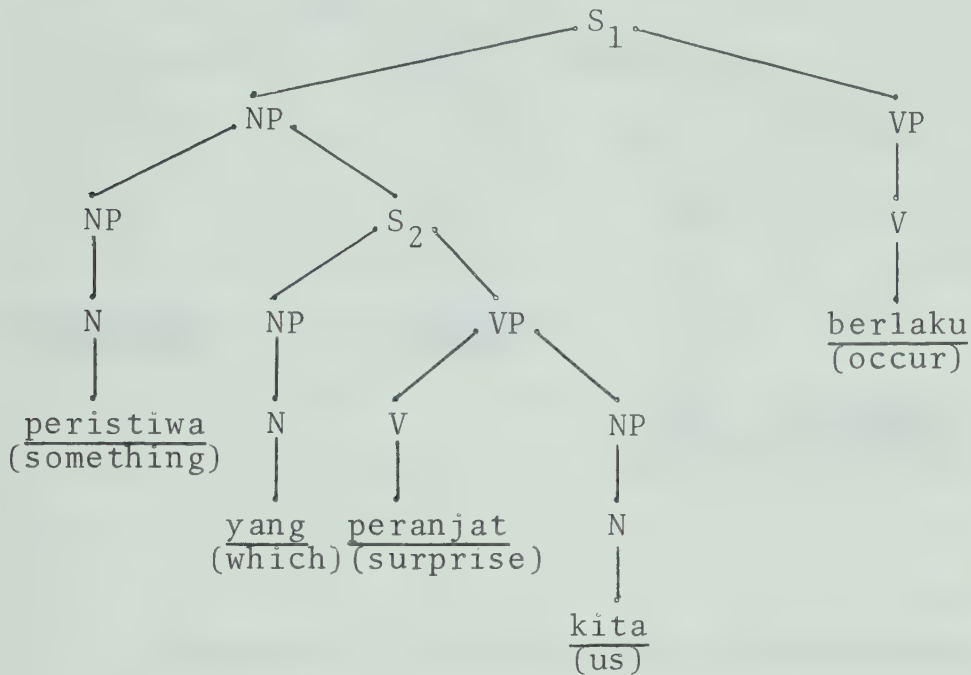 S1
NP VP
NP S2 V
N NP VP berlaku
(occur)
peristiwa N V NP
(something)
yang peranjat N
(which) (surprise)
kita
(us)